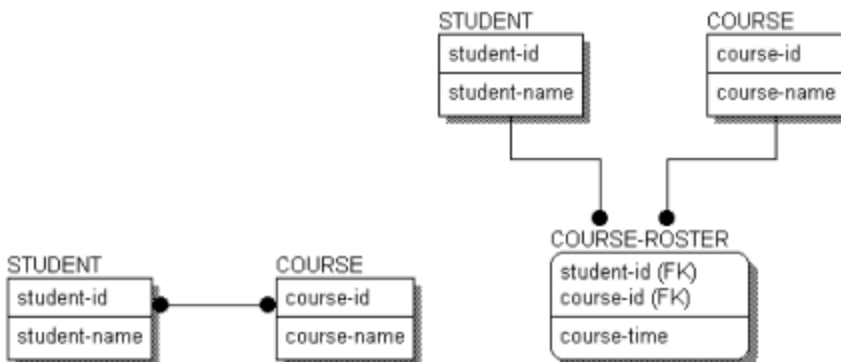 STUDENT
student-id
student-name
COURSE
course-id
course-name
COURSE-ROSTER
student-id (FK)
course-id (FK)
course-time
STUDENT
student-id
student-name
COURSE
course-id
course-name